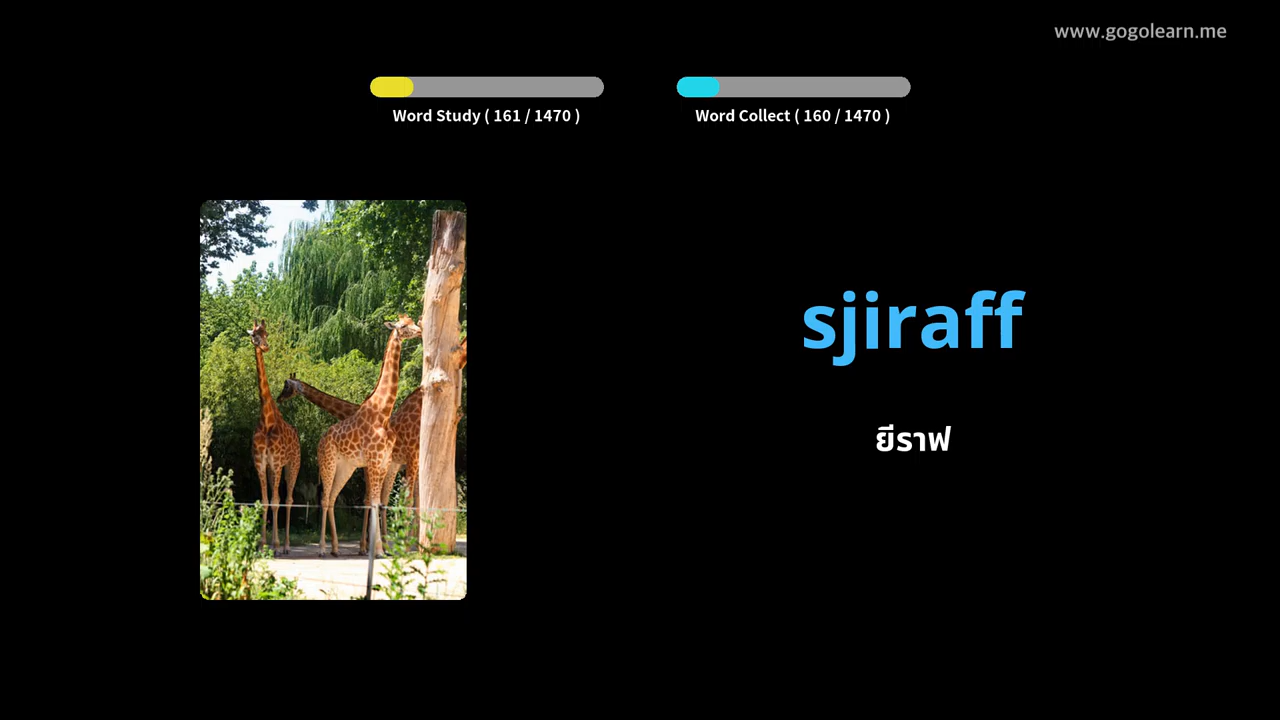 www.gogolearn.me
Word Study ( 161 / 1470 )
Word Collect ( 160 / 1470 )
sjiraff
ยีราฟ